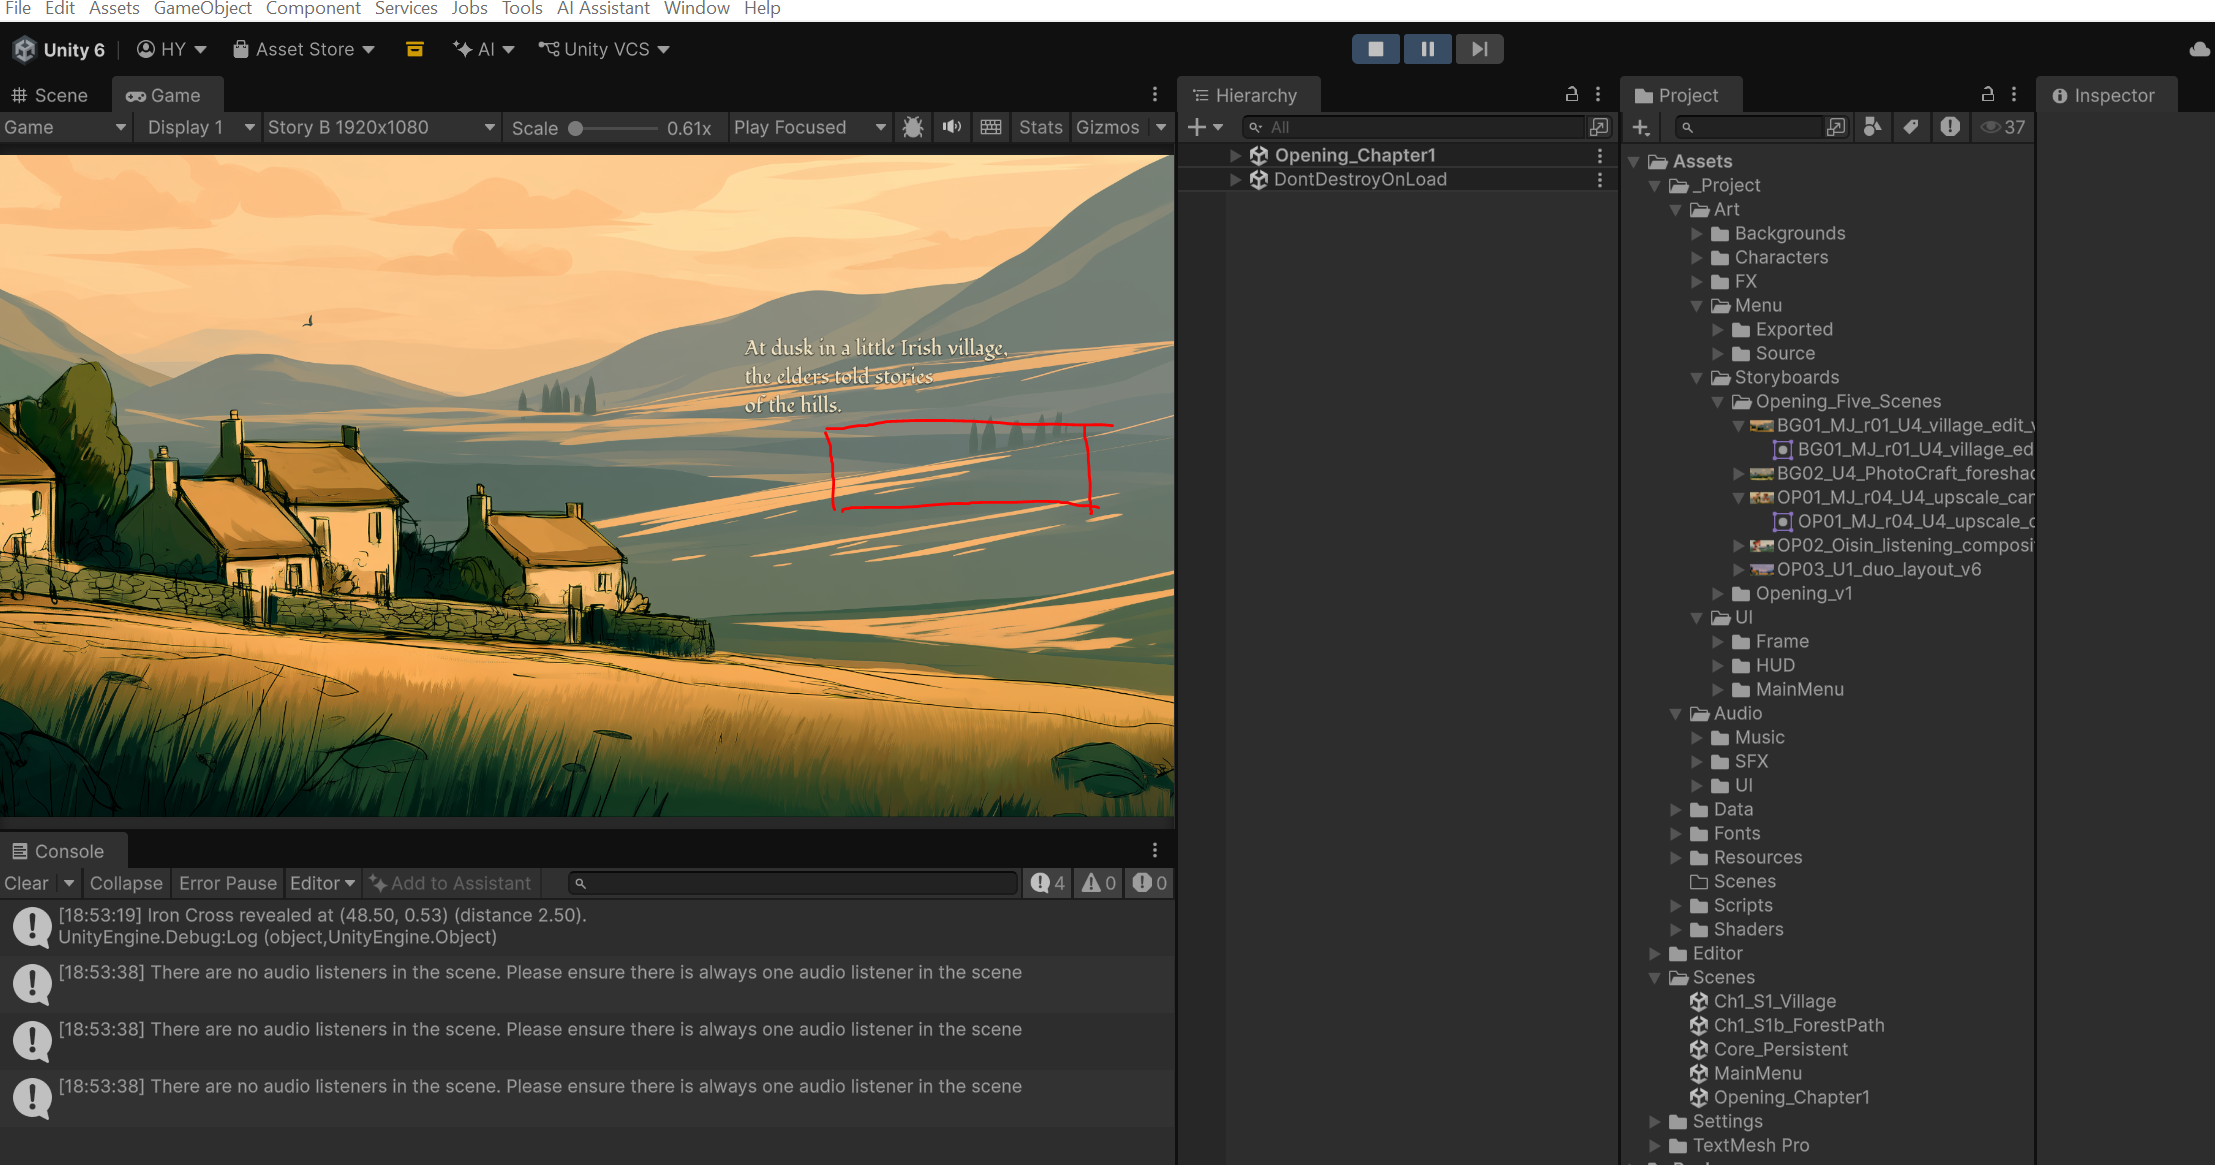 File Edit Assets GameObject Component Services Jobs Tools AI Assistant Window Help
Unity 6 HY Asset Store AI Unity VCS
Scene Game
Game Display 1 Story B 1920x1080 Scale 0.61x Play Focused Stats Gizmos
At dusk in a little Irish village,
the elders told stories
of the hills.
Console
Clear Collapse Error Pause Editor Add to Assistant 4 0 0
[18:53:19] Iron Cross revealed at (48.50, 0.53) (distance 2.50).
UnityEngine.Debug:Log (object,UnityEngine.Object)
[18:53:38] There are no audio listeners in the scene. Please ensure there is always one audio listener in the scene
[18:53:38] There are no audio listeners in the scene. Please ensure there is always one audio listener in the scene
[18:53:38] There are no audio listeners in the scene. Please ensure there is always one audio listener in the scene
Hierarchy
All
Opening_Chapter1
DontDestroyOnLoad
Project
37
Assets
_Project
Art
Backgrounds
Characters
FX
Menu
Exported
Source
Storyboards
Opening_Five_Scenes
BG01_MJ_r01_U4_village_edit_
BG01_MJ_r01_U4_village_ed
BG02_U4_PhotoCraft_foreshad
OP01_MJ_r04_U4_upscale_car
OP01_MJ_r04_U4_upscale_c
OP02_Oisin_listening_composi
OP03_U1_duo_layout_v6
Opening_v1
UI
Frame
HUD
MainMenu
Audio
Music
SFX
UI
Data
Fonts
Resources
Scenes
Scripts
Shaders
Editor
Scenes
Ch1_S1_Village
Ch1_S1b_ForestPath
Core_Persistent
MainMenu
Opening_Chapter1
Settings
TextMesh Pro
Inspector